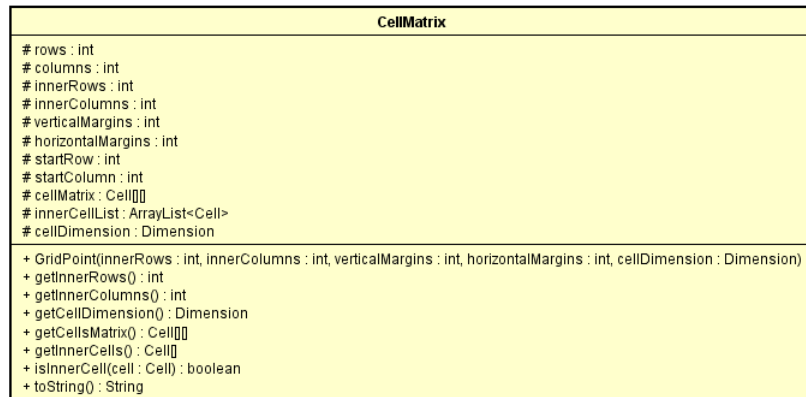 CellMatrix
# rows : int
# columns : int
# innerRows : int
# innerColumns : int
# verticalMargins : int
# horizontalMargins : int
# startRow : int
# startColumn : int
# cellMatrix : Cell[][]
# innerCellList : ArrayList<Cell>
# cellDimension : Dimension
+ GridPoint(innerRows : int, innerColumns : int, verticalMargins : int, horizontalMargins : int, cellDimension : Dimension)
+ getInnerRows() : int
+ getInnerColumns() : int
+ getCellDimension() : Dimension
+ getCellsMatrix() : Cell[][]
+ getInnerCells() : Cell[]
+ isInnerCell(cell : Cell) : boolean
+ toString() : String